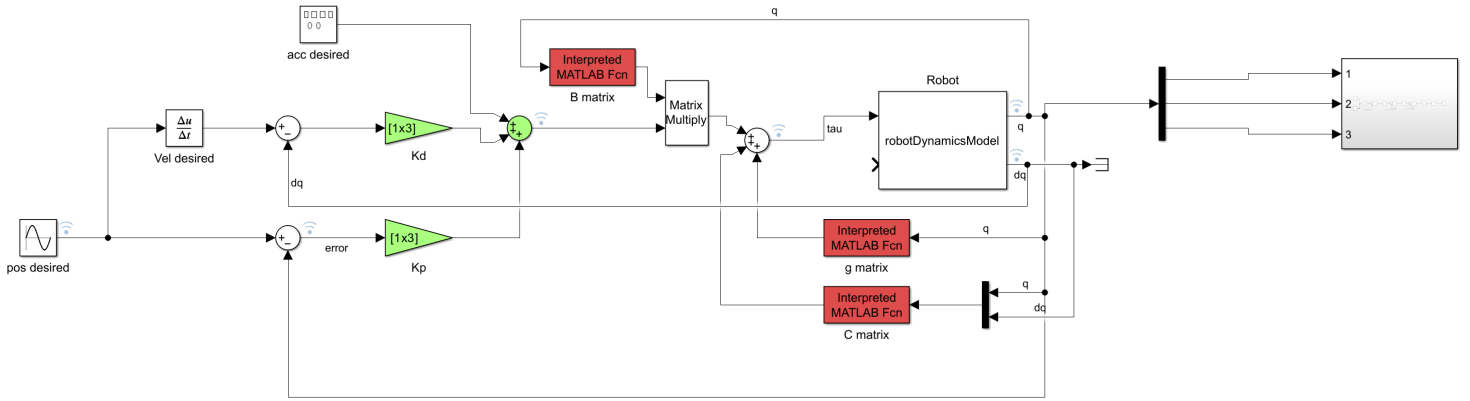 q
acc desired
Interpreted
MATLAB Fcn
B matrix
Robot
Matrix
Multiply
Δu
Δt
Vel desired
+
−
[1x3]
Kd
+
+
+
+
+
+
tau
robotDynamicsModel
q
dq
1
2
3
dq
pos desired
+
−
error
[1x3]
Kp
Interpreted
MATLAB Fcn
g matrix
q
Interpreted
MATLAB Fcn
C matrix
q
dq